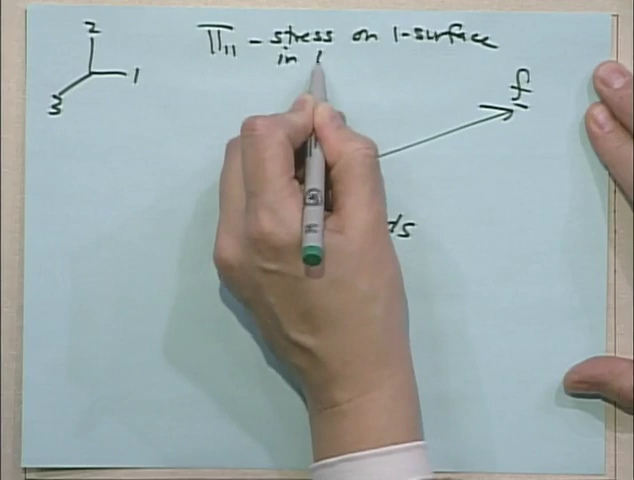 2
1
3
Π₁₁ - stress on 1-surface
in 1
f
ds